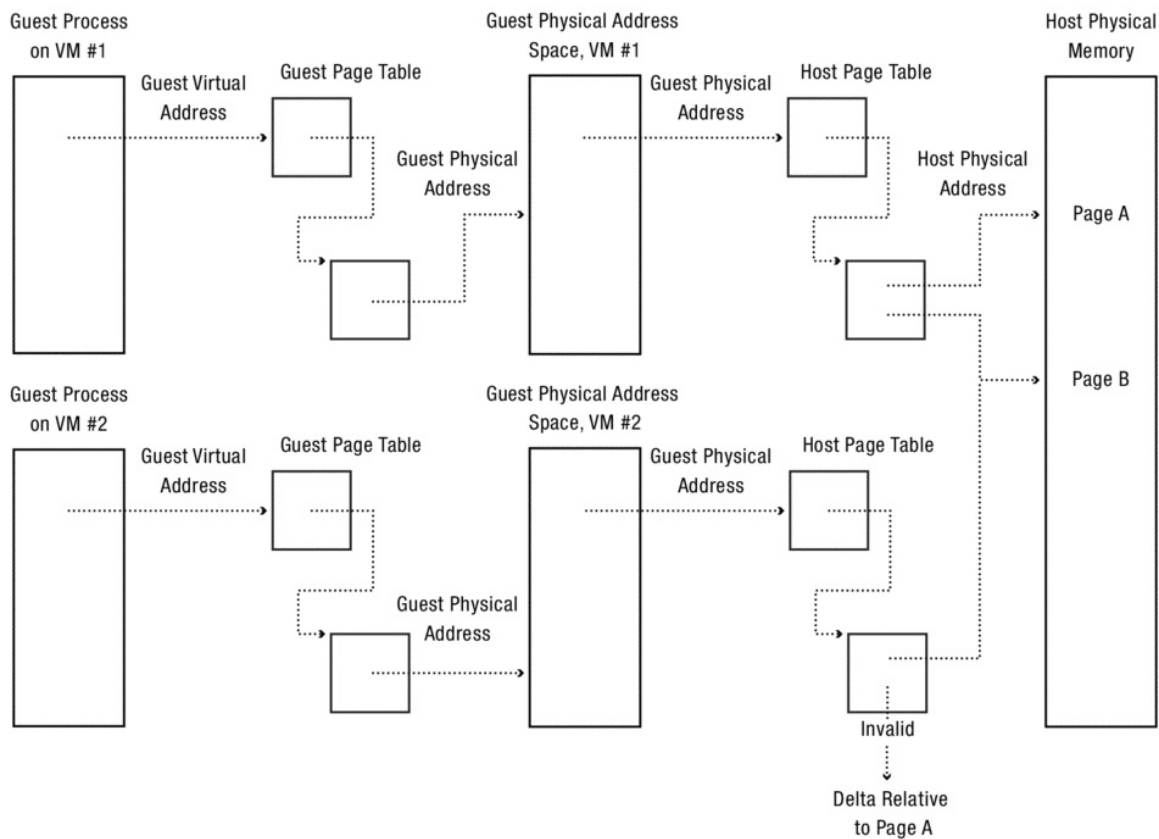 Guest Process
on VM #1
Guest Virtual
Address
Guest Page Table
Guest Physical
Address
Guest Physical Address
Space, VM #1
Guest Physical
Address
Host Page Table
Host Physical
Address
Host Physical
Memory
Page A
Page B
Guest Process
on VM #2
Guest Virtual
Address
Guest Page Table
Guest Physical
Address
Guest Physical Address
Space, VM #2
Guest Physical
Address
Host Page Table
Invalid
Delta Relative
to Page A